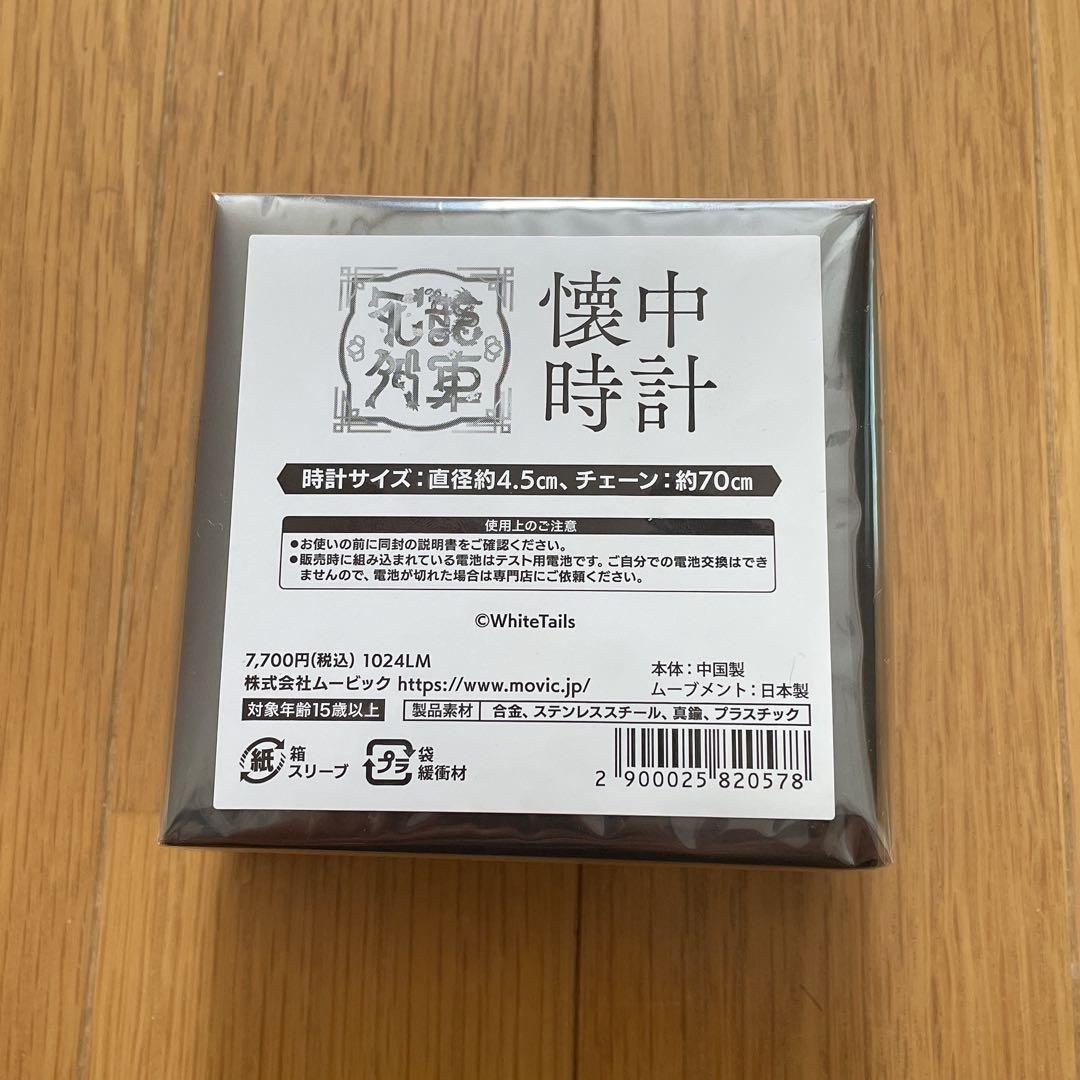 列車
懐中
時計
時計サイズ：直径約4.5㎝、チェーン：約70㎝
使用上のご注意
●お使いの前に同封の説明書をご確認ください。
●販売時に組み込まれている電池はテスト用電池です。ご自分での電池交換はでき
ませんので、電池が切れた場合は専門店にご依頼ください。
©WhiteTails
7,700円(税込) 1024LM
株式会社ムービック https://www.movic.jp/
本体：中国製
ムーブメント：日本製
対象年齢15歳以上
製品素材 合金、ステンレススチール、真鍮、プラスチック
紙 箱
スリーブ
プラ 袋
緩衝材
2 900025 820578